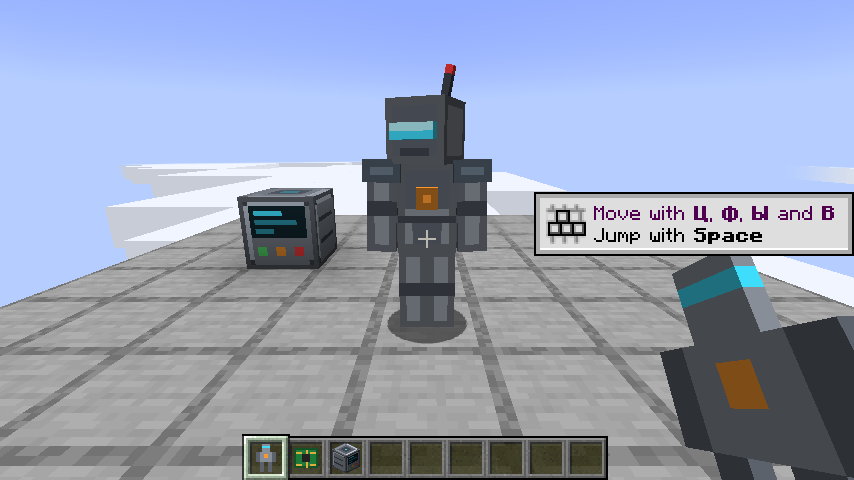 Move with Ц, Ф, Ы and В
Jump with Space